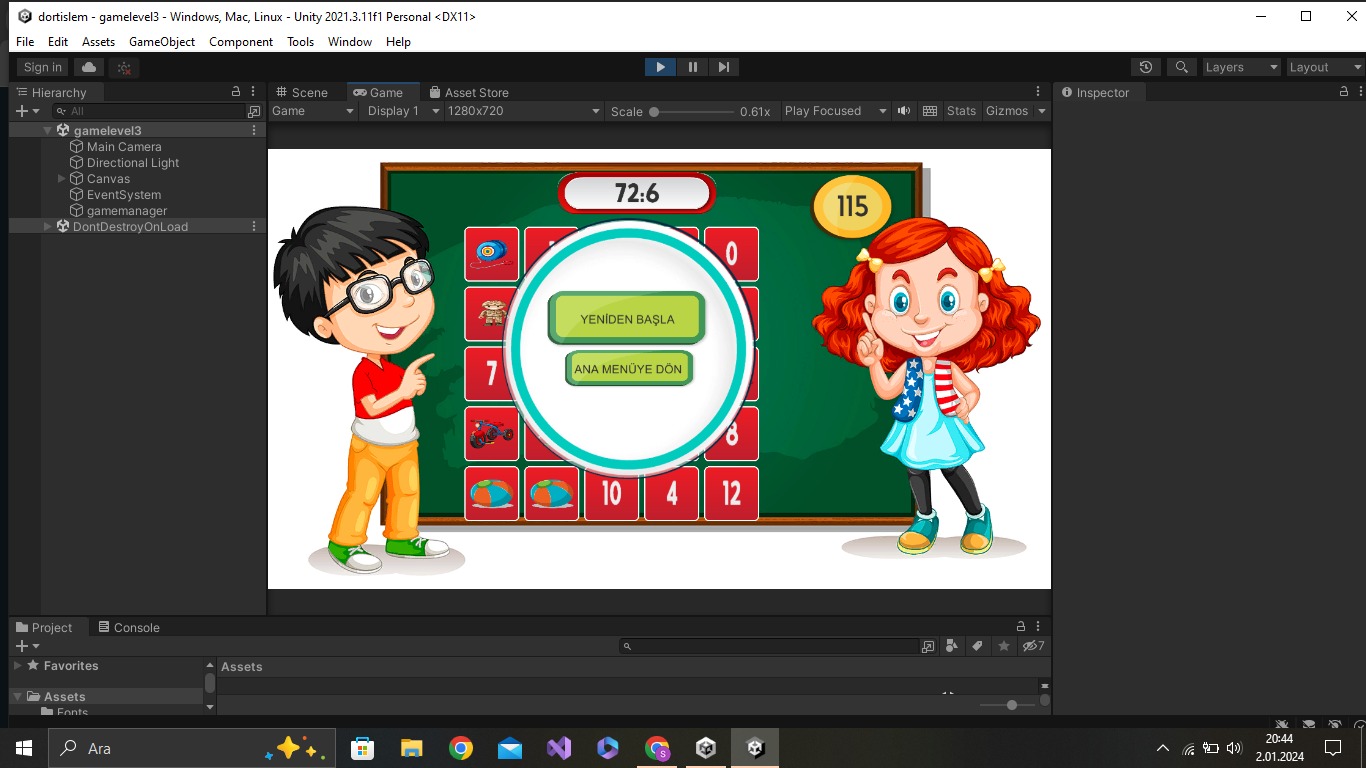 dortislem - gamelevel3 - Windows, Mac, Linux - Unity 2021.3.11f1 Personal <DX11>
File Edit Assets GameObject Component Tools Window Help
Sign in
Layers
Layout
Hierarchy
All
gamelevel3
Main Camera
Directional Light
Canvas
EventSystem
gamemanager
DontDestroyOnLoad
Scene Game Asset Store
Game Display 1 1280x720 Scale 0.61x Play Focused Stats Gizmos
72:6
115
0
YENİDEN BAŞLA
ANA MENÜYE DÖN
7
8
10 4 12
Inspector
Project Console
7
Favorites
Assets
Fonts
Assets
Ara
S
20:44
2.01.2024